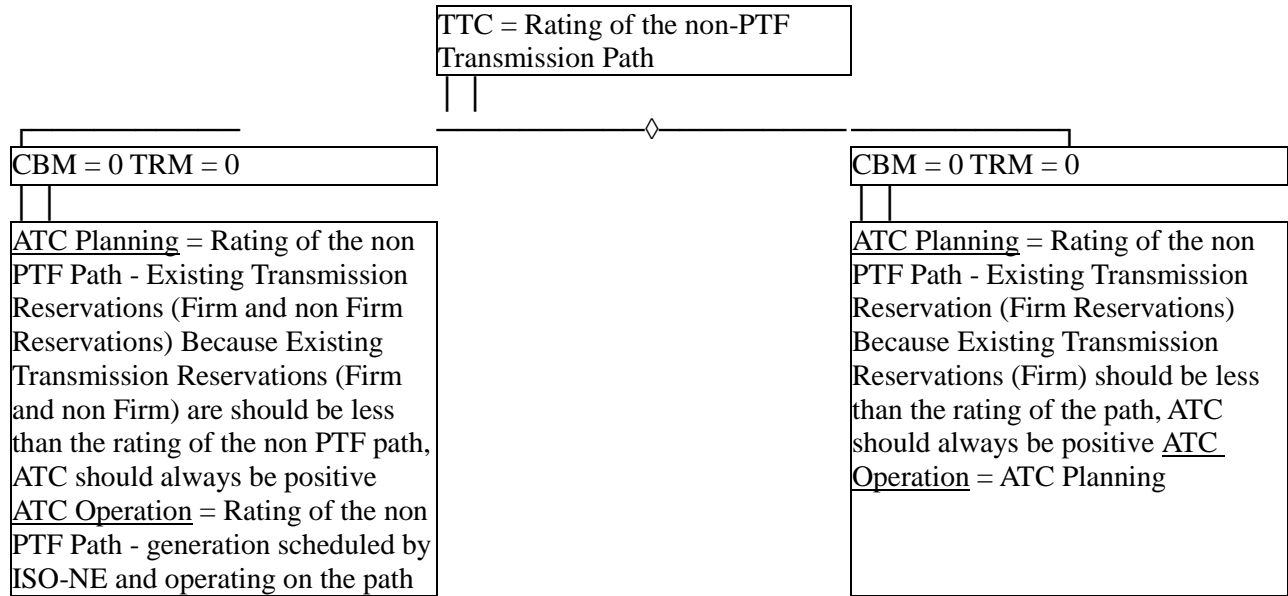 TTC = Rating of the non-PTF
Transmission Path
CBM = 0 TRM = 0
ATC Planning = Rating of the non
PTF Path - Existing Transmission
Reservations (Firm and non Firm
Reservations) Because Existing
Transmission Reservations (Firm
and non Firm) are should be less
than the rating of the non PTF path,
ATC should always be positive
ATC Operation = Rating of the non
PTF Path - generation scheduled by
ISO-NE and operating on the path
CBM = 0 TRM = 0
ATC Planning = Rating of the non
PTF Path - Existing Transmission
Reservation (Firm Reservations)
Because Existing Transmission
Reservations (Firm) should be less
than the rating of the path, ATC
should always be positive ATC
Operation = ATC Planning